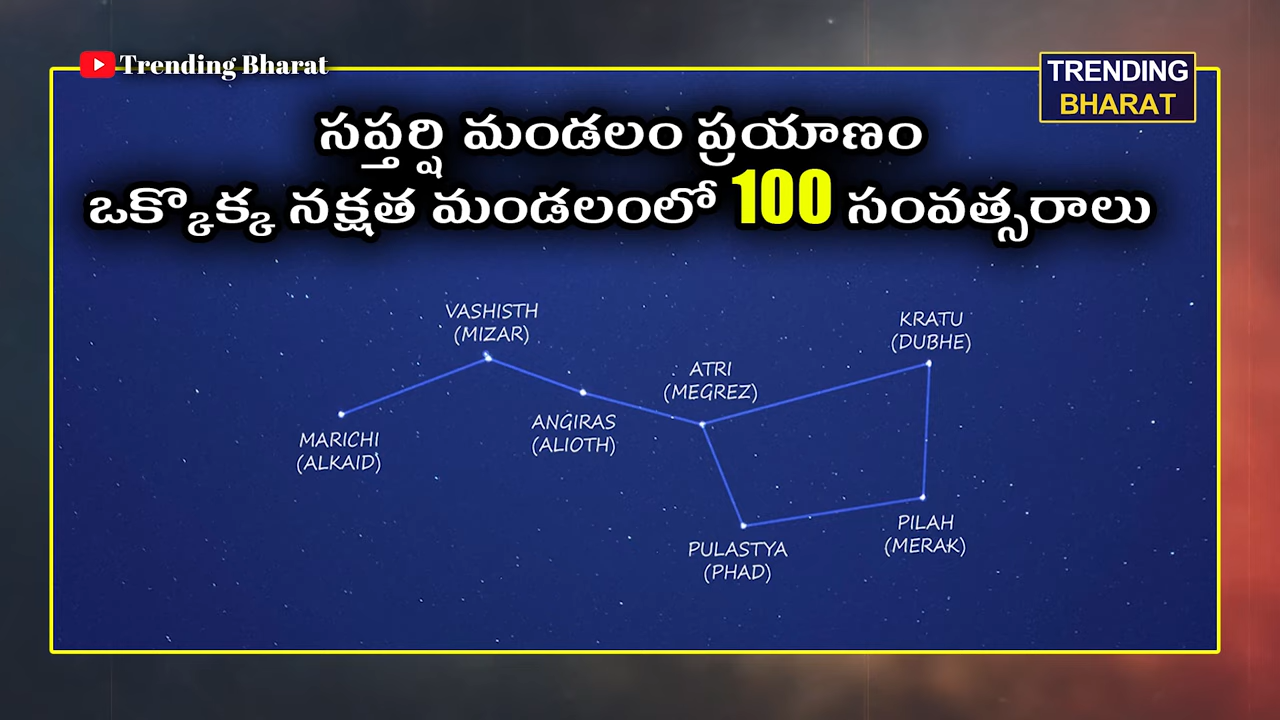 Trending Bharat
TRENDING
BHARAT
సప్తర్షి మండలం ప్రయాణం
ఒక్కొక్క నక్షత మండలంలో 100 సంవత్సరాలు
VASHISTH
(MIZAR)
KRATU
(DUBHE)
ATRI
(MEGREZ)
ANGIRAS
(ALIOTH)
MARICHI
(ALKAID)
PILAH
(MERAK)
PULASTYA
(PHAD)